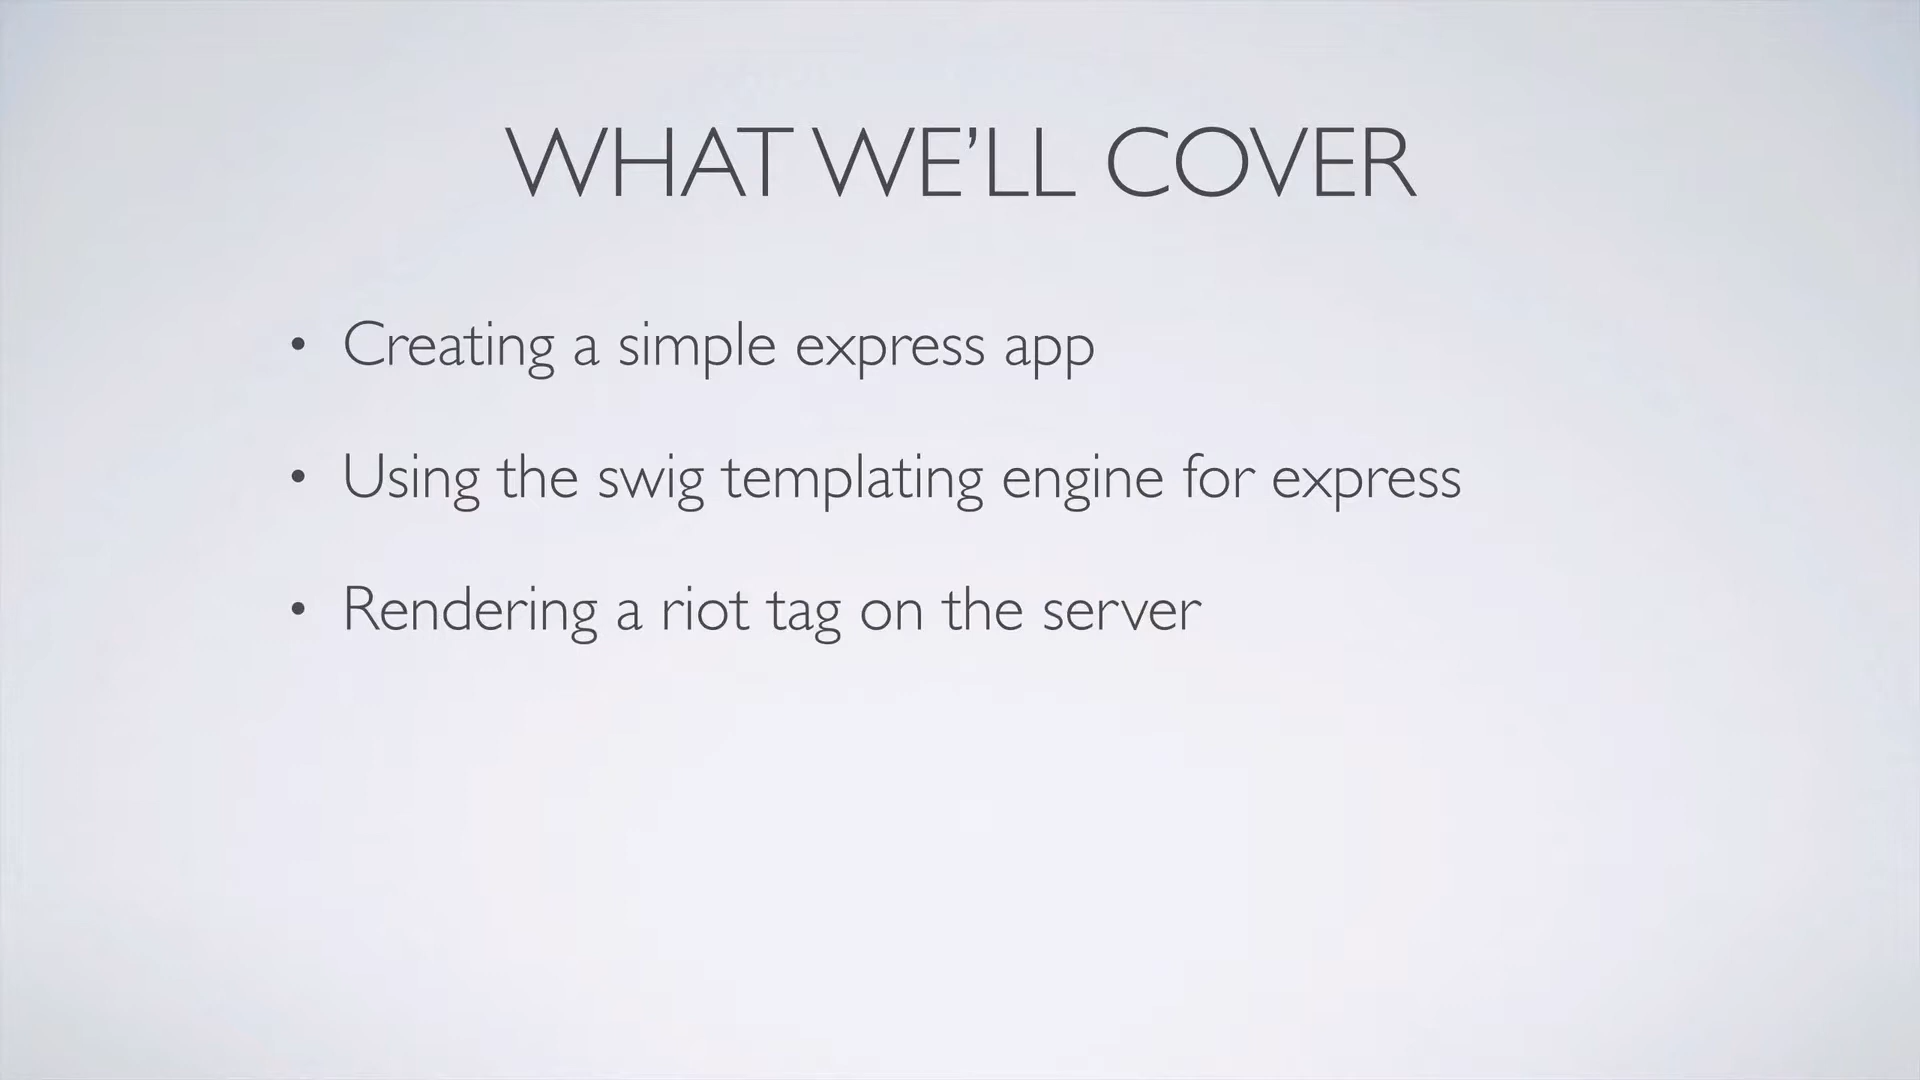 WHAT WE’LL COVER
• Creating a simple express app
• Using the swig templating engine for express
• Rendering a riot tag on the server